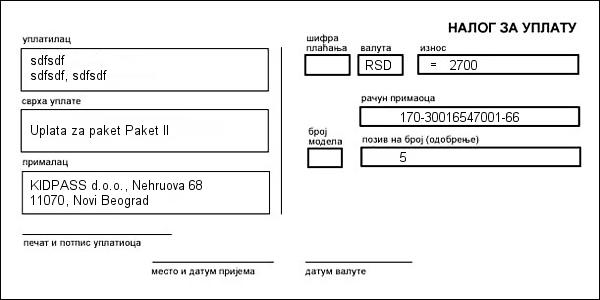 НАЛОГ ЗА УПЛАТУ
уплатилац
sdfsdf
sdfsdf, sdfsdf
сврха уплате
Uplata za paket Paket II
прималац
KIDPASS d.o.o., Nehruova 68
11070, Novi Beograd
печат и потпис уплатиоца
место и датум пријема
шифра
плаћања
валута
RSD
износ
= 2700
рачун примаоца
170-30016547001-66
број
модела
позив на број (одобрење)
5
датум валуте